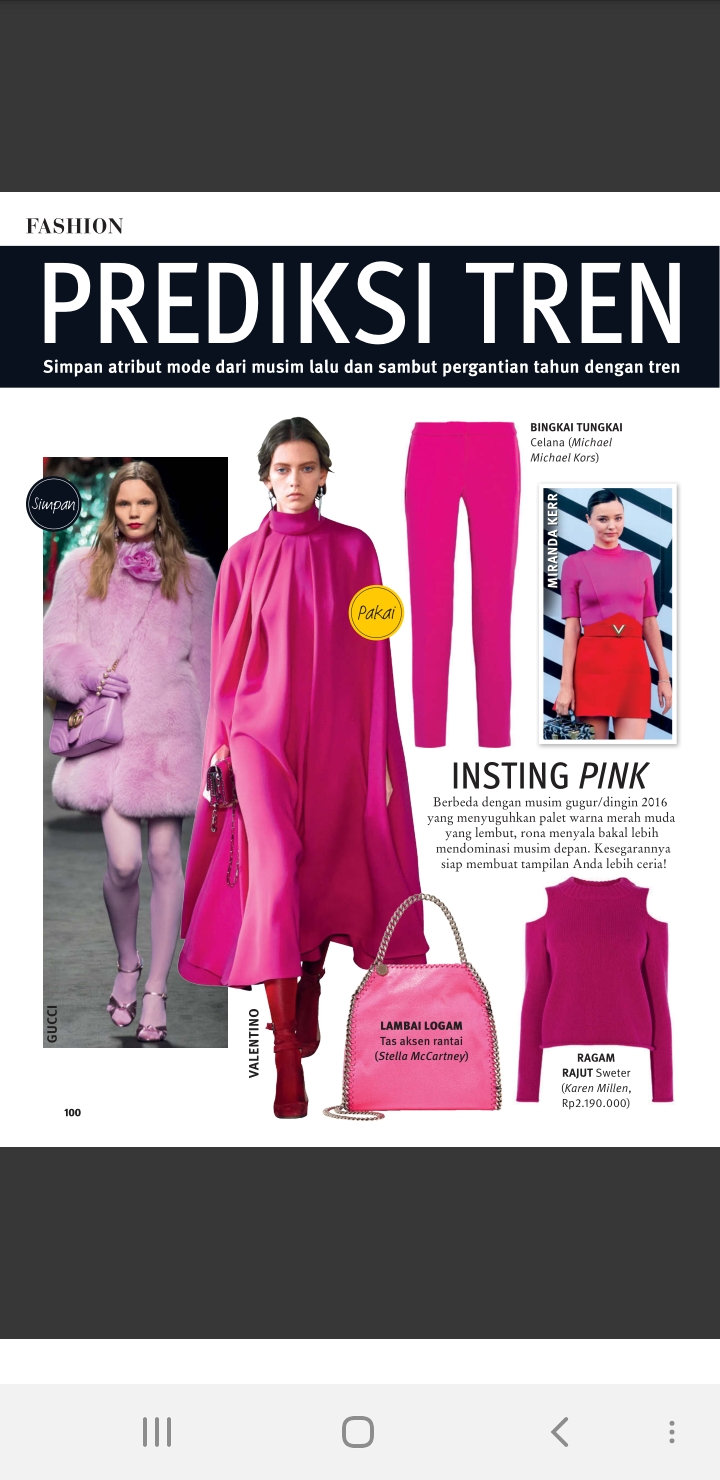 FASHION
PREDIKSI TREN
Simpan atribut mode dari musim lalu dan sambut pergantian tahun dengan tren
Simpan
GUCCI
Pakai
VALENTINO
BINGKAI TUNGKAI
Celana (Michael
Michael Kors)
MIRANDA KERR
INSTING PINK
Berbeda dengan musim gugur/dingin 2016
yang menyuguhkan palet warna merah muda
yang lembut, rona menyala bakal lebih
mendominasi musim depan. Kesegarannya
siap membuat tampilan Anda lebih ceria!
LAMBAI LOGAM
Tas aksen rantai
(Stella McCartney)
RAGAM
RAJUT Sweter
(Karen Millen,
Rp2.190.000)
100